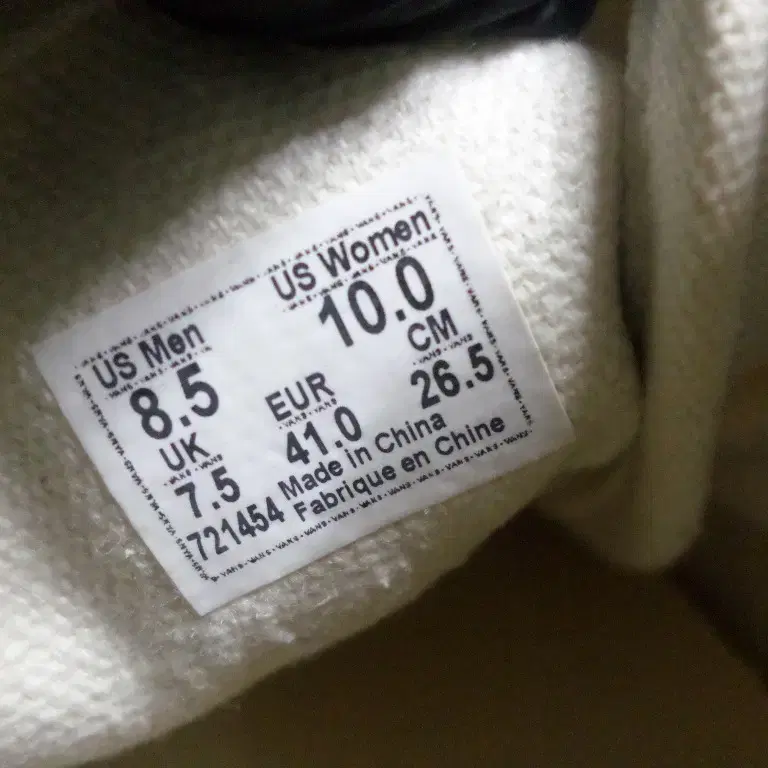 US Men
8.5
US Women
10.0
UK
7.5
EUR
41.0
CM
26.5
721454
Made in China
Fabrique en Chine